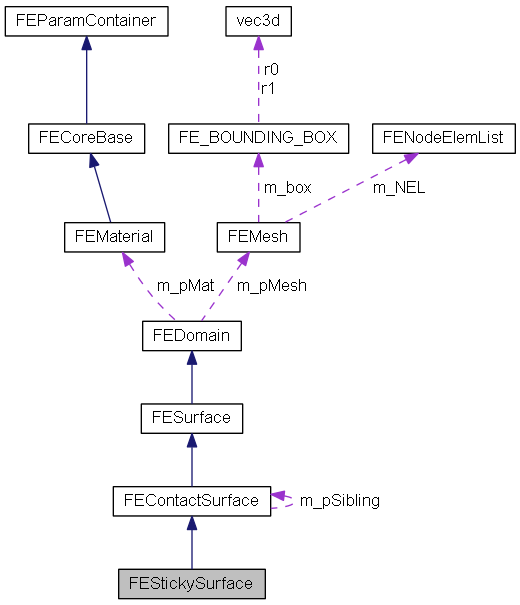 FEParamContainer
vec3d
r0
r1
FECoreBase
FE_BOUNDING_BOX
FENodeElemList
m_box
m_NEL
FEMaterial
FEMesh
m_pMat
m_pMesh
FEDomain
FESurface
FEContactSurface
m_pSibling
FEStickySurface